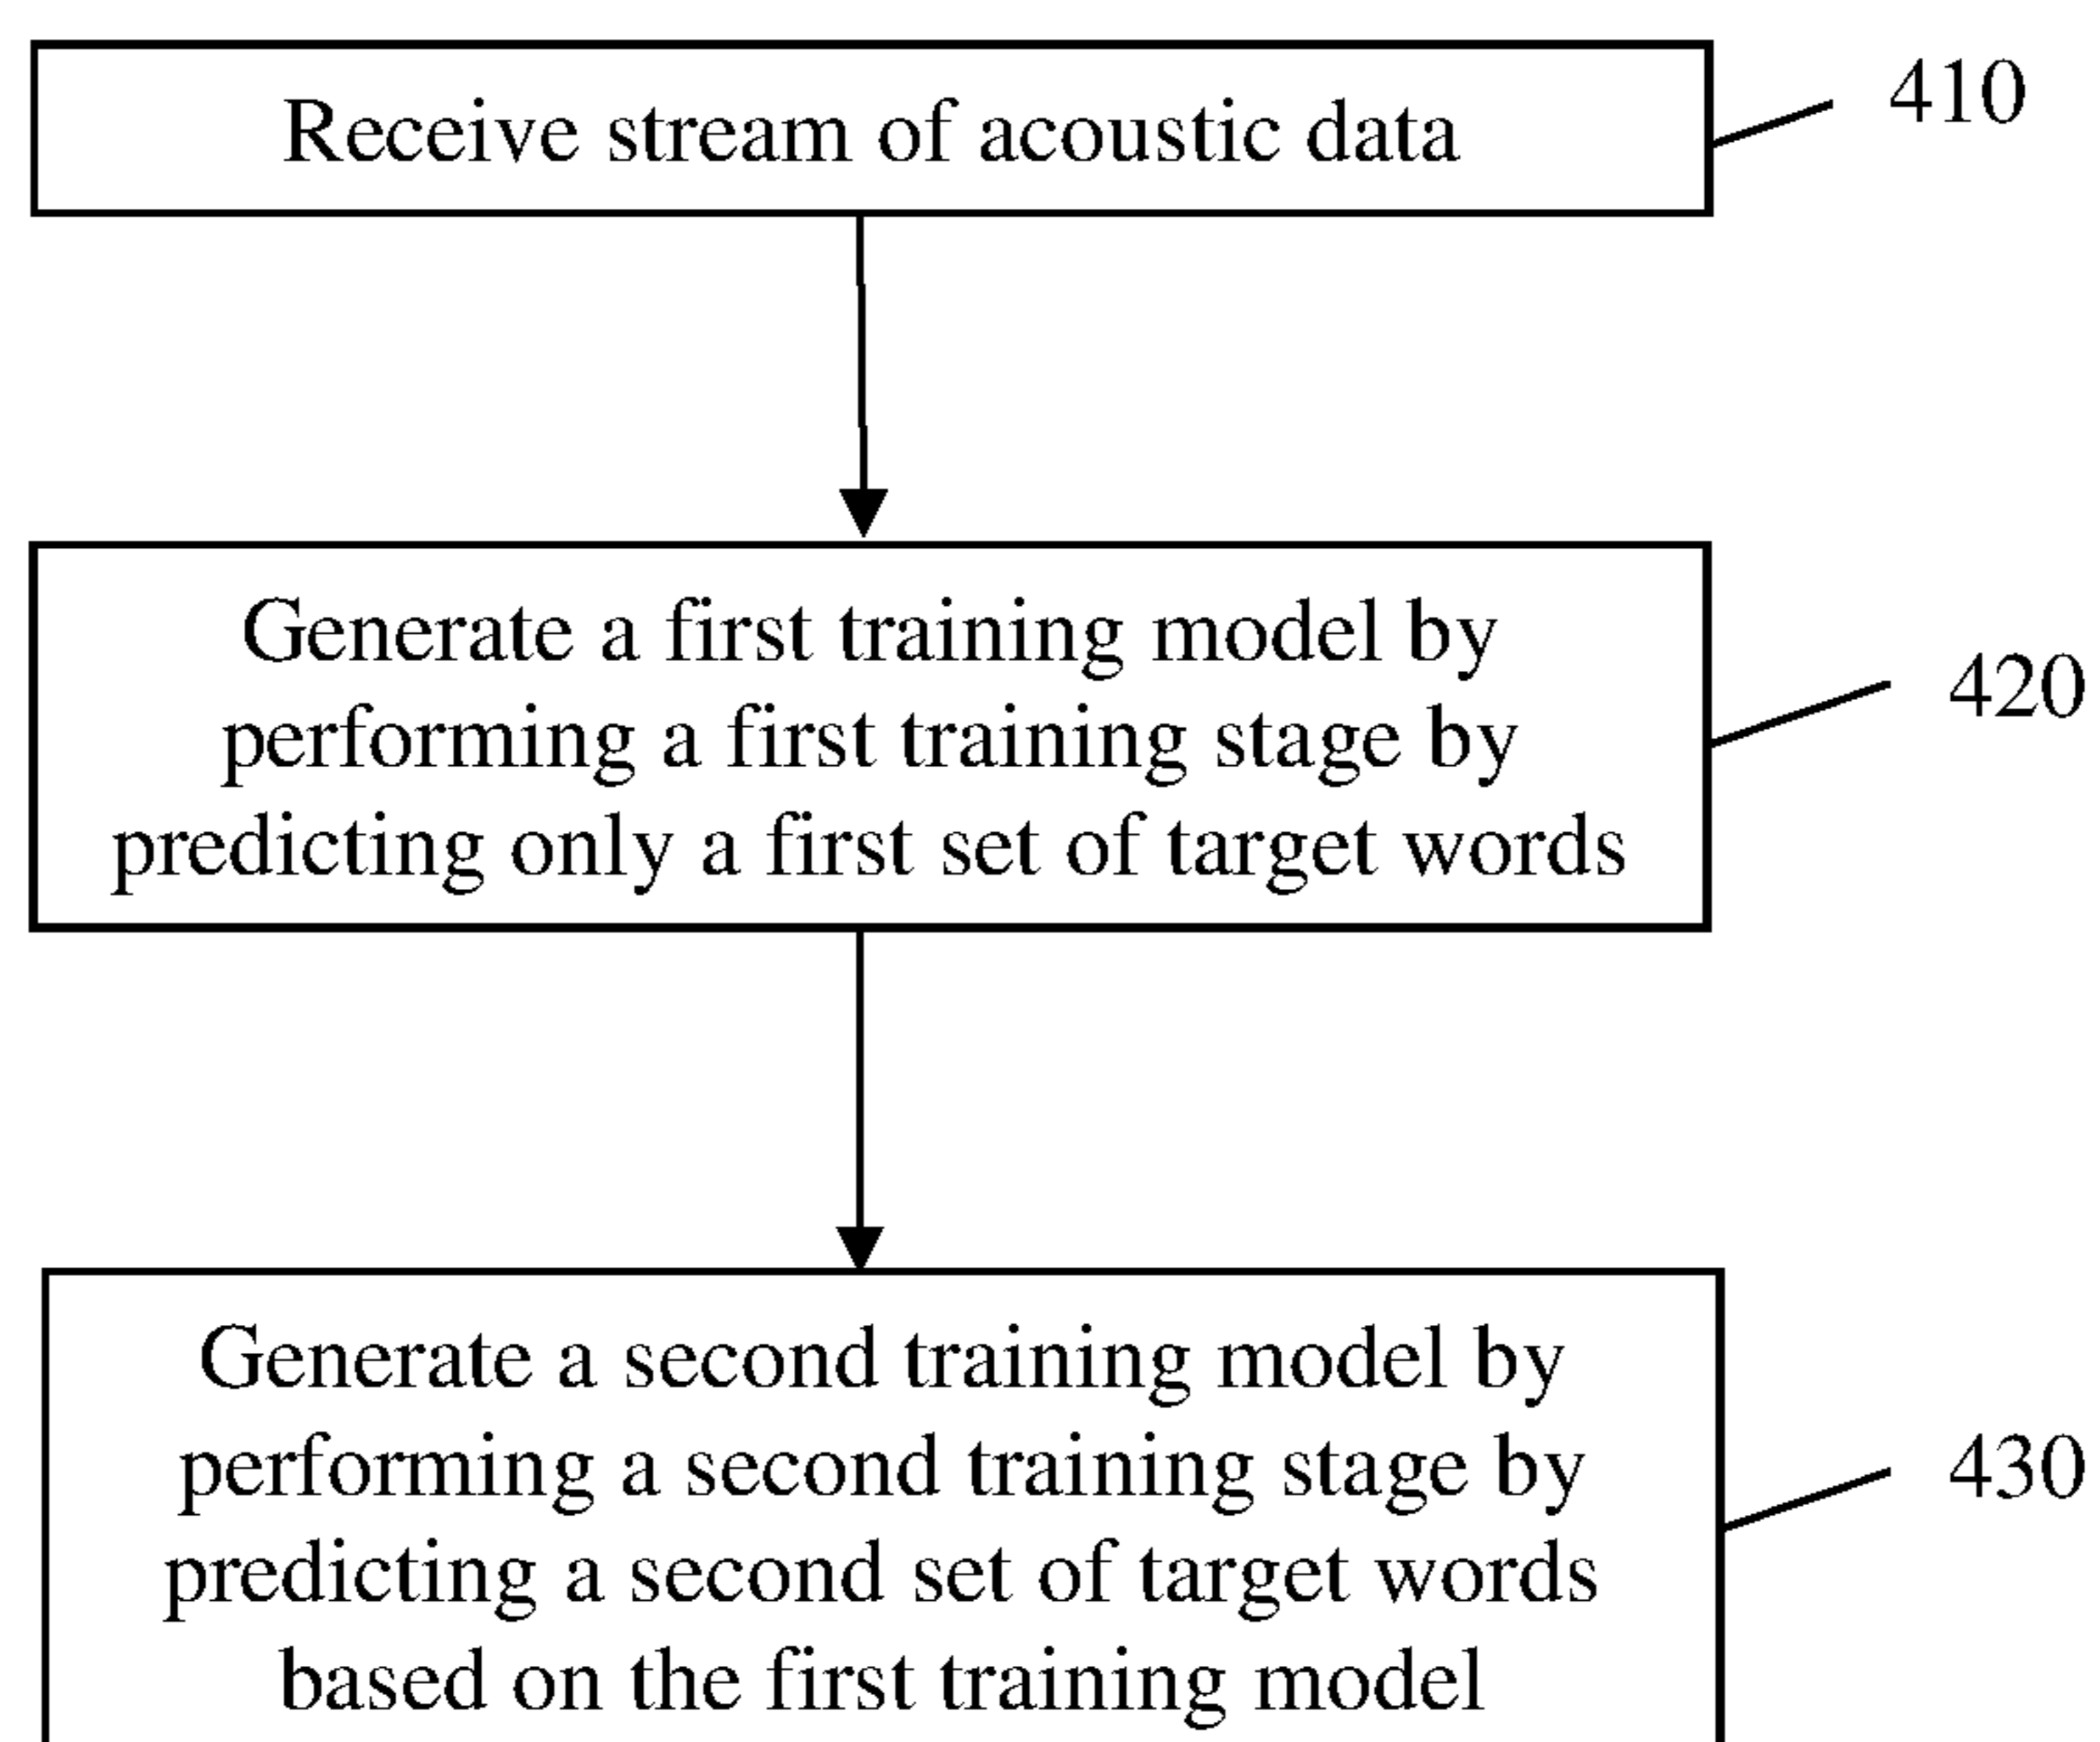 Receive stream of acoustic data
410
Generate a first training model by
performing a first training stage by
predicting only a first set of target words
420
Generate a second training model by
performing a second training stage by
predicting a second set of target words
based on the first training model
430